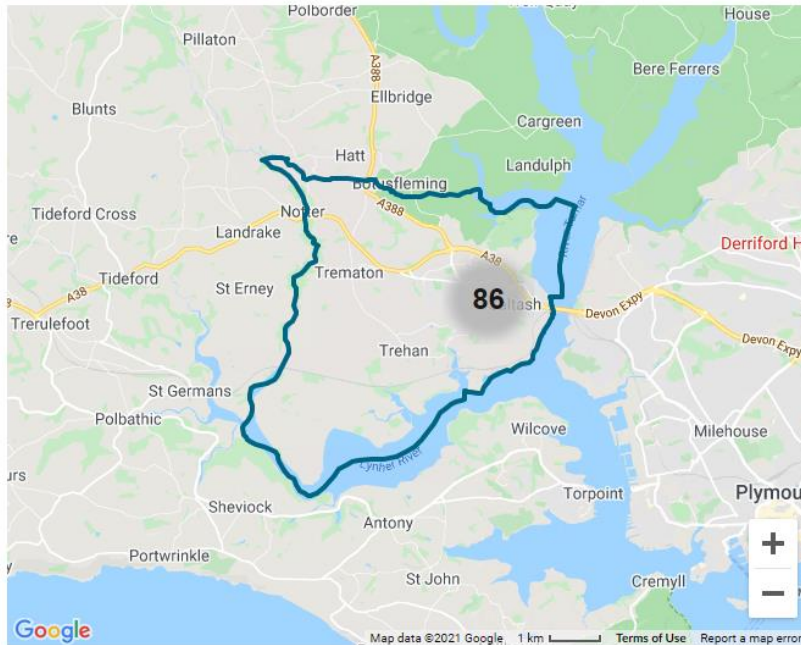 Polborder
Pillaton
A388
House
Bere Ferrers
Blunts
Ellbridge
Cargreen
Hatt
Landulph
Botusfleming
Tideford Cross
Notter
A388
Landrake
Derriford H
A38
Tideford
St Erney
Trematon
A38
86
ltash
Devon Expy
Trerulefoot
Devon Expy
Trehan
St Germans
Polbathic
Wilcove
Milehouse
urs
Lynher River
Torpoint
Plymou
Sheviock
Antony
Portwrinkle
St John
Cremyll
+
−
Google
Map data ©2021 Google 1 km Terms of Use Report a map error